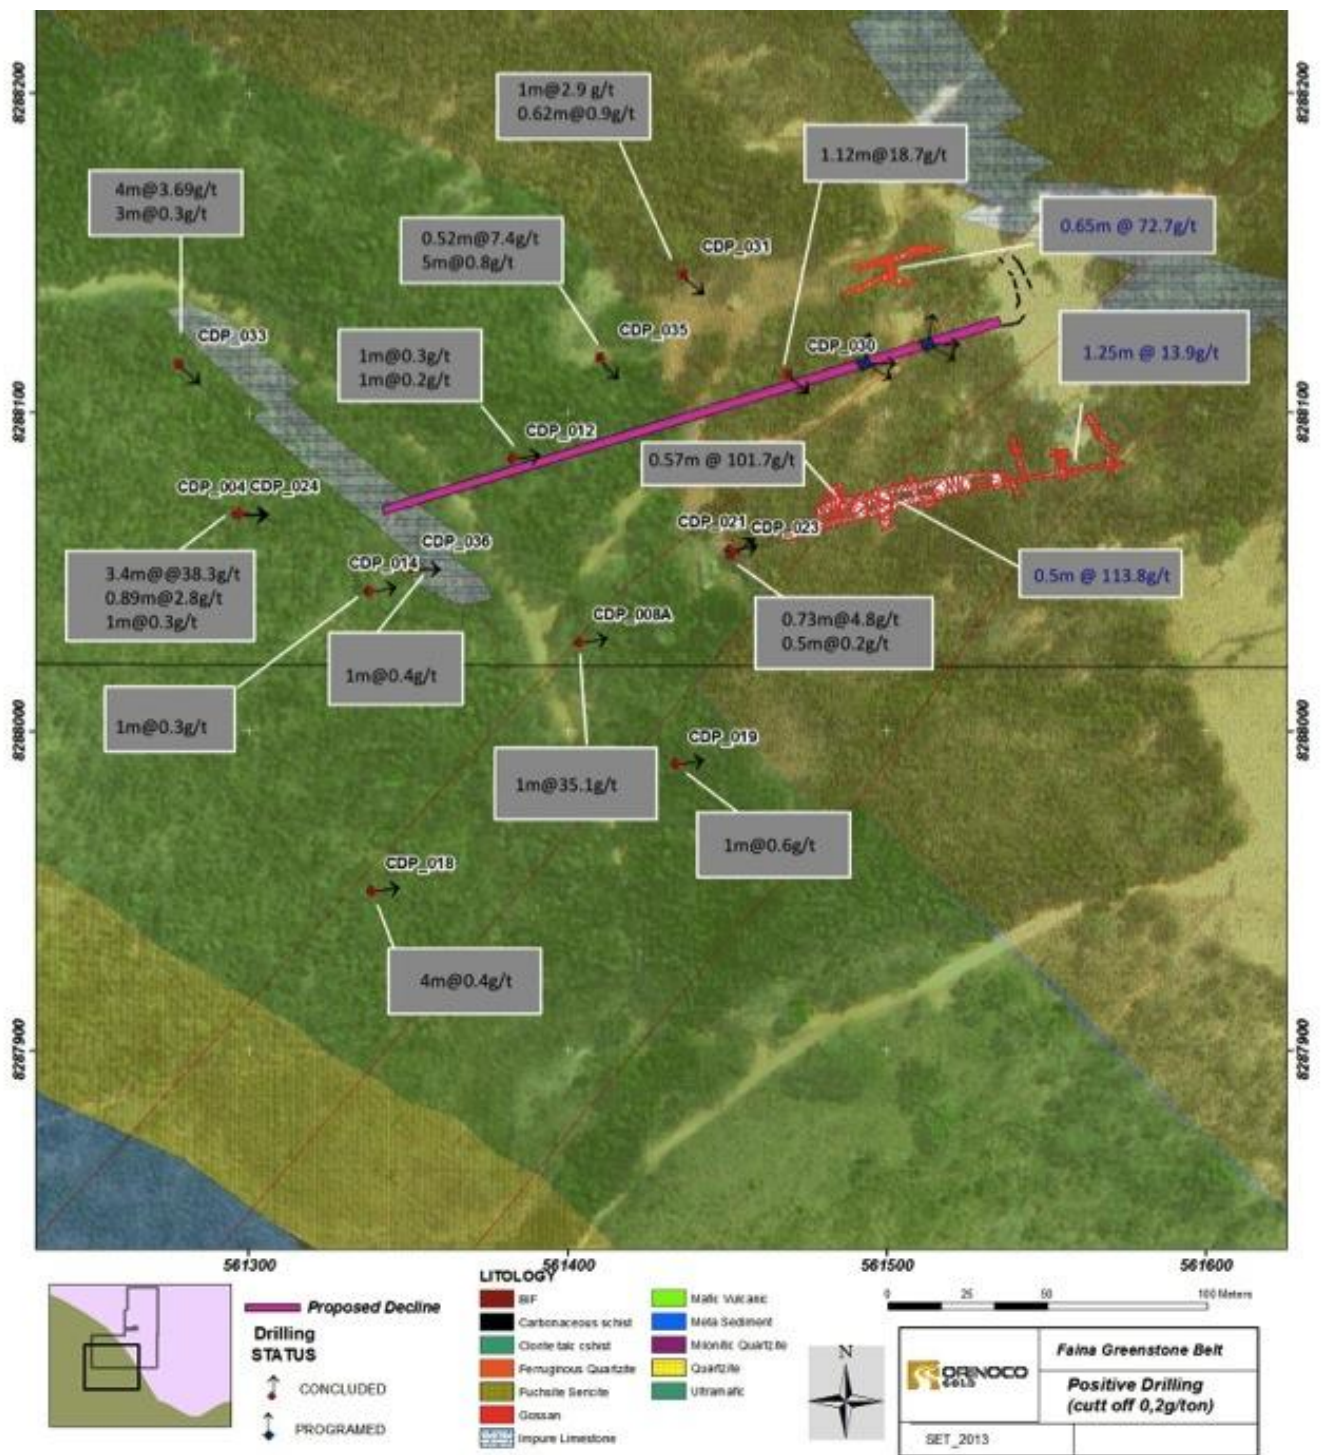 1m@2.9 g/t
0.62m@0.9g/t
1.12m@18.7g/t
4m@3.69g/t
3m@0.3g/t
0.52m@7.4g/t
5m@0.8g/t
0.65m @ 72.7g/t
CDP_031
CDP_033
CDP_035
CDP_030
1m@0.3g/t
1m@0.2g/t
1.25m @ 13.9g/t
CDP_012
0.57m @ 101.7g/t
CDP_004 CDP_024
CDP_021 CDP_023
CDP_036
CDP_014
3.4m@@38.3g/t
0.89m@2.8g/t
1m@0.3g/t
0.5m @ 113.8g/t
CDP_008A
0.73m@4.8g/t
0.5m@0.2g/t
1m@0.4g/t
1m@0.3g/t
CDP_019
1m@35.1g/t
1m@0.6g/t
CDP_018
4m@0.4g/t
8288200
8288100
8288000
8287900
8288200
8288100
8288000
8287900
561300
561400
561500
561600
Proposed Decline
Drilling
STATUS
CONCLUDED
PROGRAMED
LITOLOGY
BIF
Carbonaceous schist
Clorite talc cshist
Ferruginous Quartzite
Fuchsite Sericite
Gossan
Impure Limestone
Mafic Vulcanic
Meta Sediment
Milonitic Quartzite
Quartzite
Ultramafic
N
0 25 50 100 Meters
ORINOCO
GOLD
Faina Greenstone Belt
Positive Drilling
(cutt off 0,2g/ton)
SET_2013